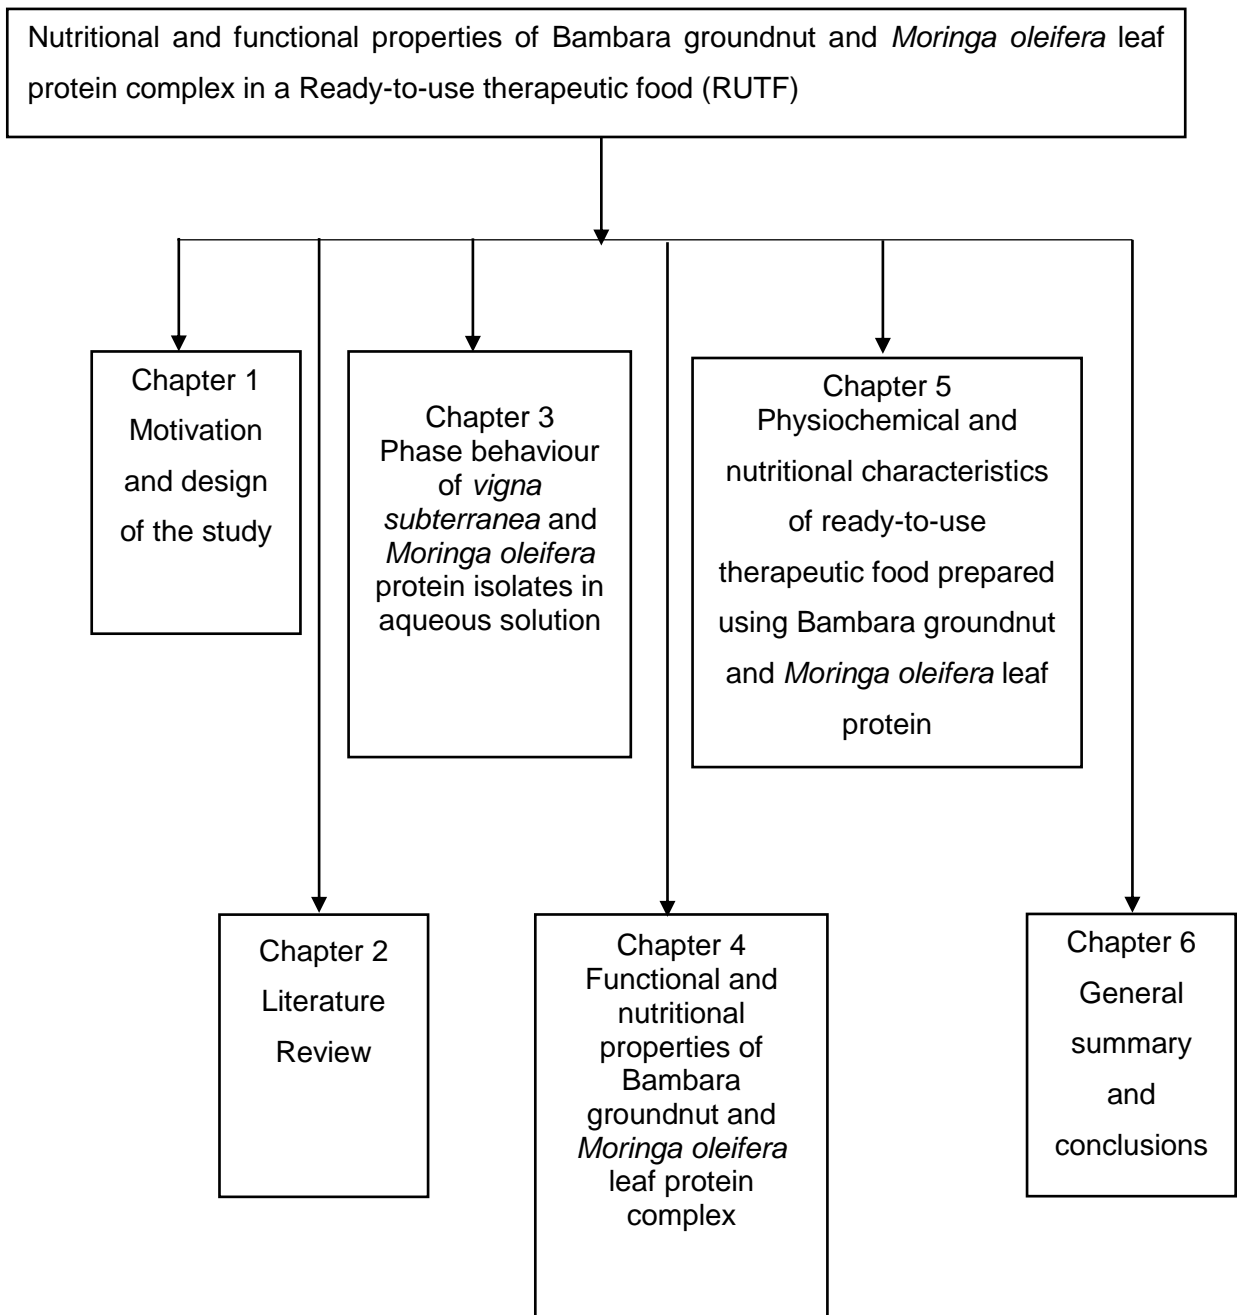 Nutritional and functional properties of Bambara groundnut and Moringa oleifera leaf
protein complex in a Ready-to-use therapeutic food (RUTF)
Chapter 1
Motivation
and design
of the study
Chapter 3
Phase behaviour
of vigna
subterranea and
Moringa oleifera
protein isolates in
aqueous solution
Chapter 5
Physiochemical and
nutritional characteristics
of ready-to-use
therapeutic food prepared
using Bambara groundnut
and Moringa oleifera leaf
protein
Chapter 2
Literature
Review
Chapter 4
Functional and
nutritional
properties of
Bambara
groundnut and
Moringa oleifera
leaf protein
complex
Chapter 6
General
summary
and
conclusions